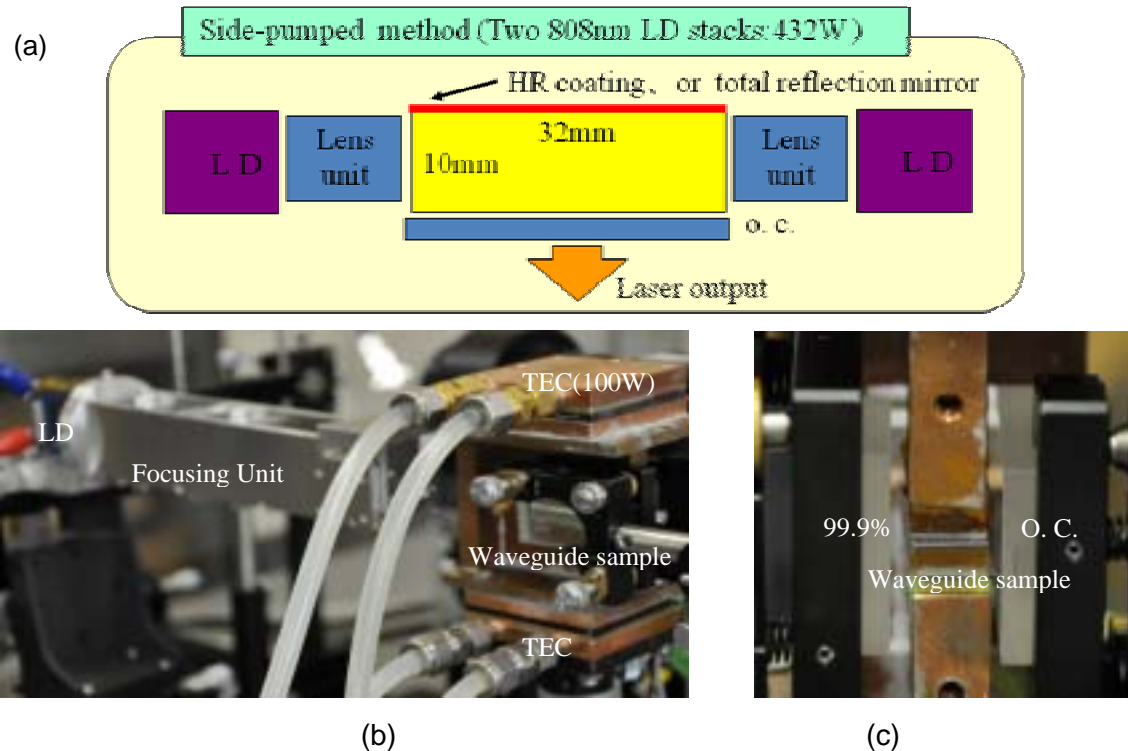 (a)
Side-pumped method (Two 808nm LD stacks:432W)
HR coating、or total reflection mirror
32mm
10mm
L D
Lens
unit
Lens
unit
L D
o. c.
Laser output
TEC(100W)
LD
Focusing Unit
Waveguide sample
TEC
99.9%
O. C.
Waveguide sample
(b)
(c)